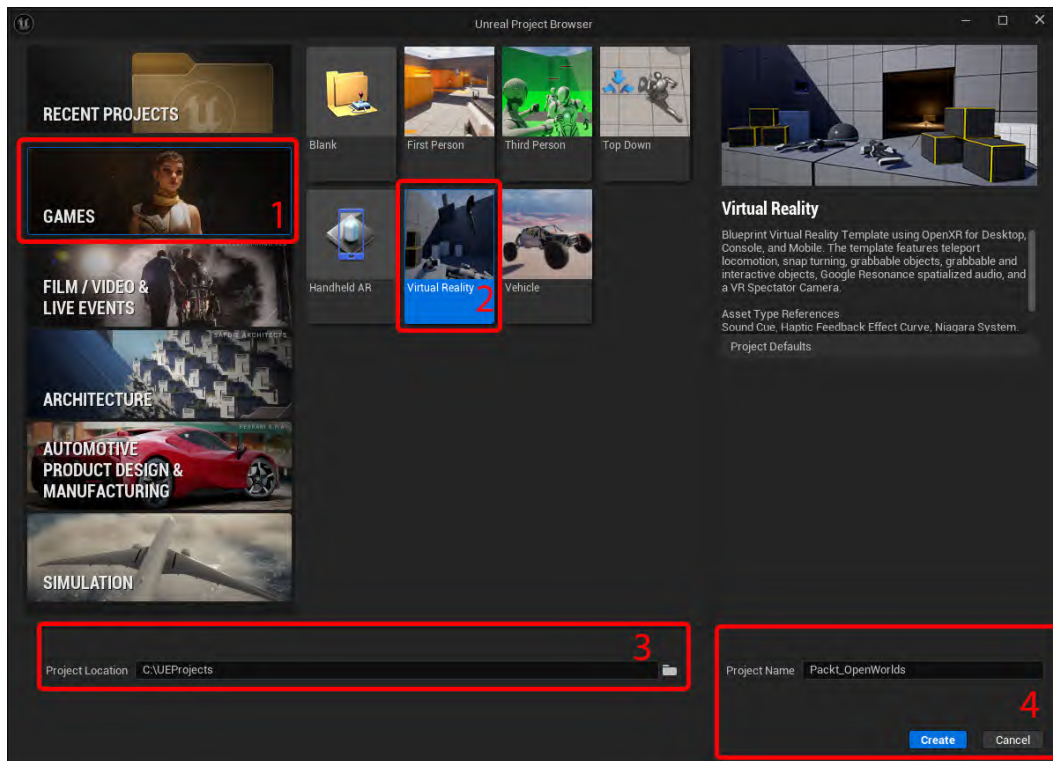 Unreal Project Browser
RECENT PROJECTS
GAMES
1
FILM / VIDEO &
LIVE EVENTS
SAFDIE ARCHITECTS
ARCHITECTURE
FERRARI S.P.A.
AUTOMOTIVE
PRODUCT DESIGN &
MANUFACTURING
SIMULATION
Blank
First Person
Third Person
Top Down
Handheld AR
Virtual Reality
2
Vehicle
Virtual Reality
Blueprint Virtual Reality Template using OpenXR for Desktop,
Console, and Mobile. The template features teleport
locomotion, snap turning, grabbable objects, grabbable and
interactive objects, Google Resonance spatialized audio, and
a VR Spectator Camera.
Asset Type References
Sound Cue, Haptic Feedback Effect Curve, Niagara System.
Project Defaults
3
Project Location C:\UEProjects
Project Name Packt_OpenWorlds
4
Create Cancel